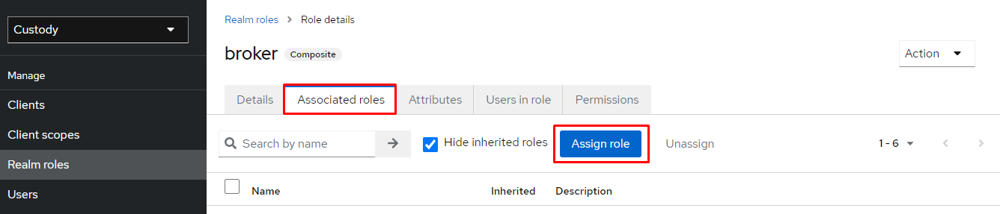 Custody
Manage
Clients
Client scopes
Realm roles
Users
Realm roles > Role details
broker Composite
Action
Details Associated roles Attributes Users in role Permissions
Search by name Hide inherited roles Assign role Unassign 1 - 6
Name Inherited Description